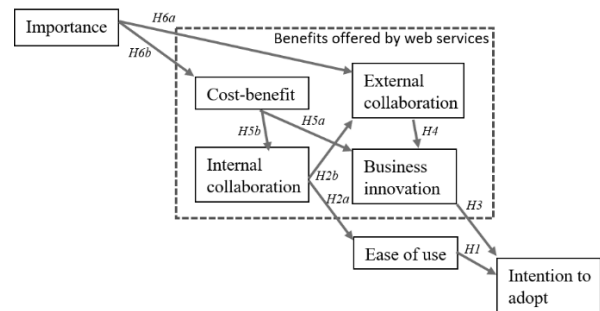 Importance
H6a
H6b
Benefits offered by web services
Cost-benefit
External
collaboration
H5b
H5a
H4
Internal
collaboration
H2b
H2a
Business
innovation
H3
Ease of use
H1
Intention to
adopt